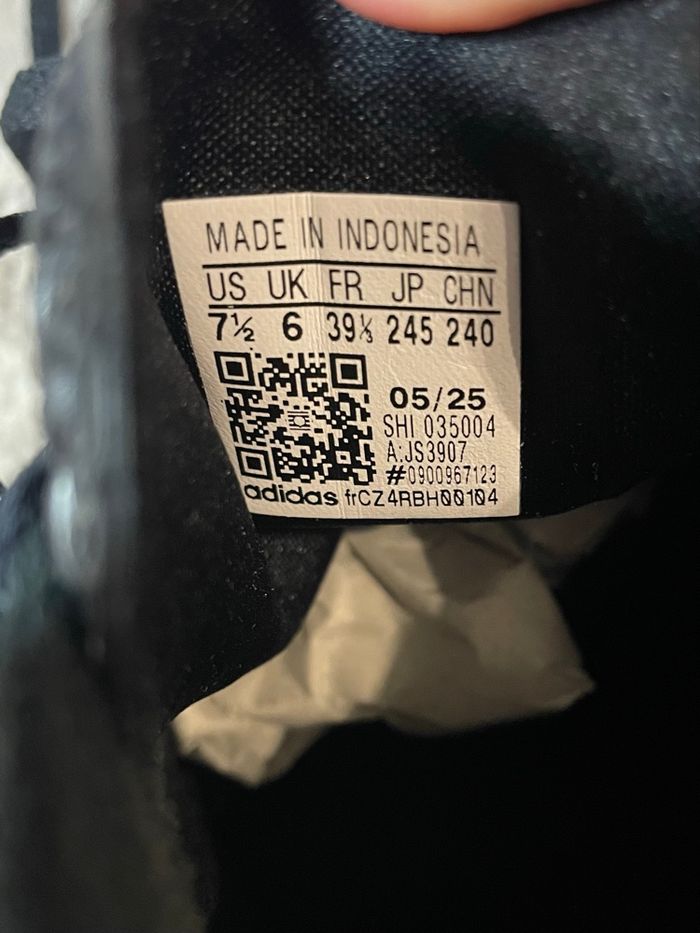 MADE IN INDONESIA
US UK FR JP CHN
7½ 6 39⅓ 245 240
05/25
SHI 035004
A:JS3907
#0900967123
adidas frCZ4RBH00104